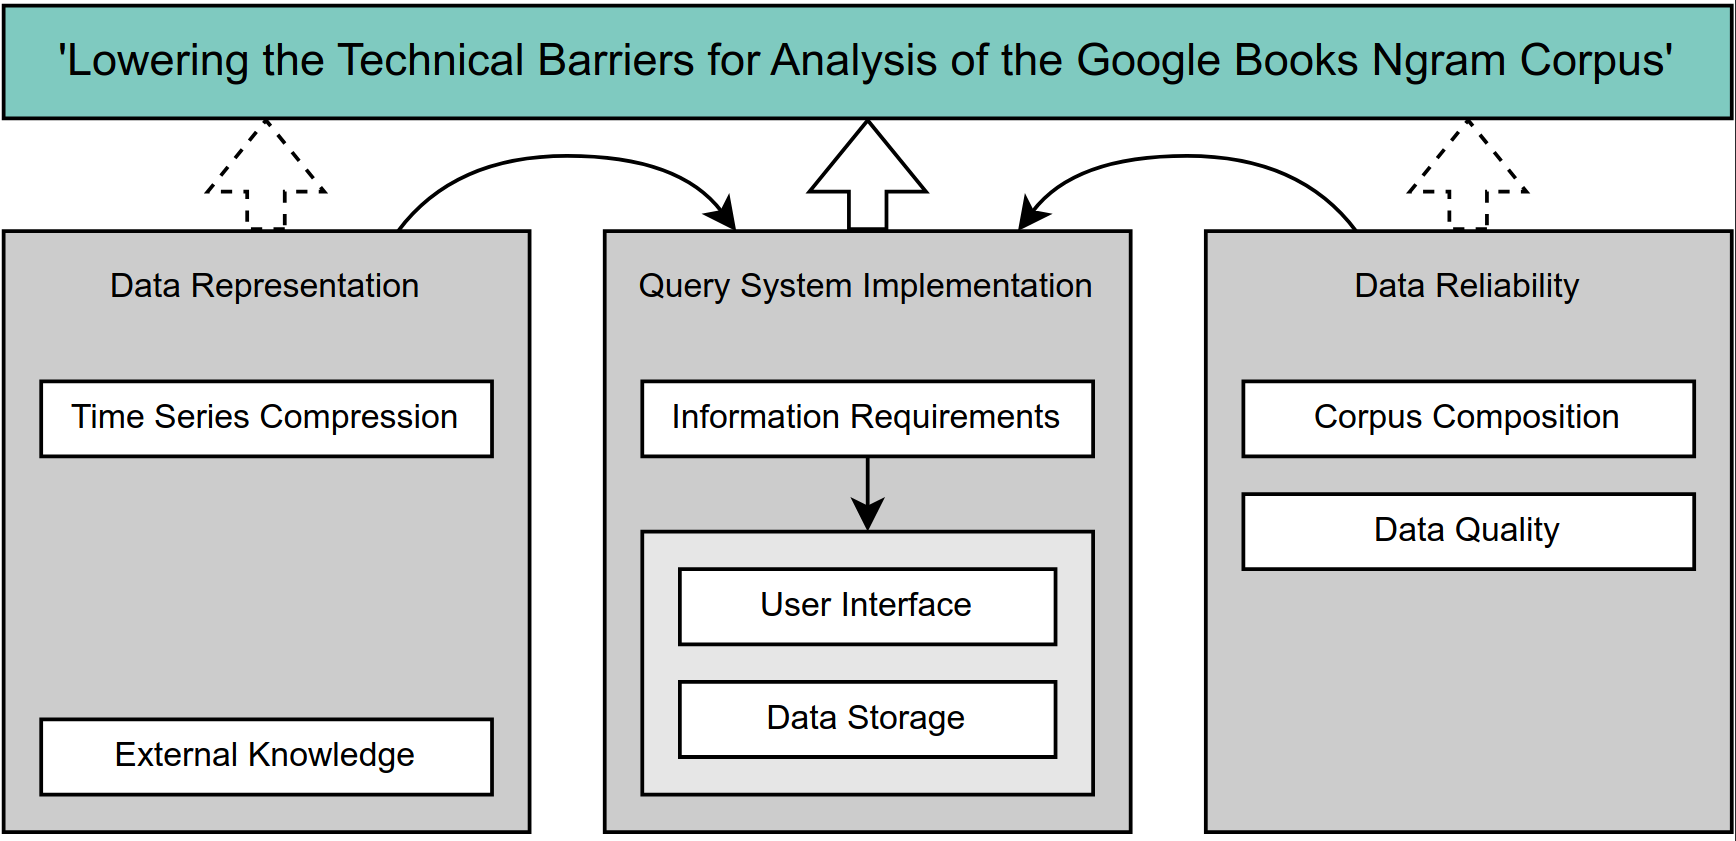 'Lowering the Technical Barriers for Analysis of the Google Books Ngram Corpus'
Data Representation
Time Series Compression
External Knowledge
Query System Implementation
Information Requirements
User Interface
Data Storage
Data Reliability
Corpus Composition
Data Quality